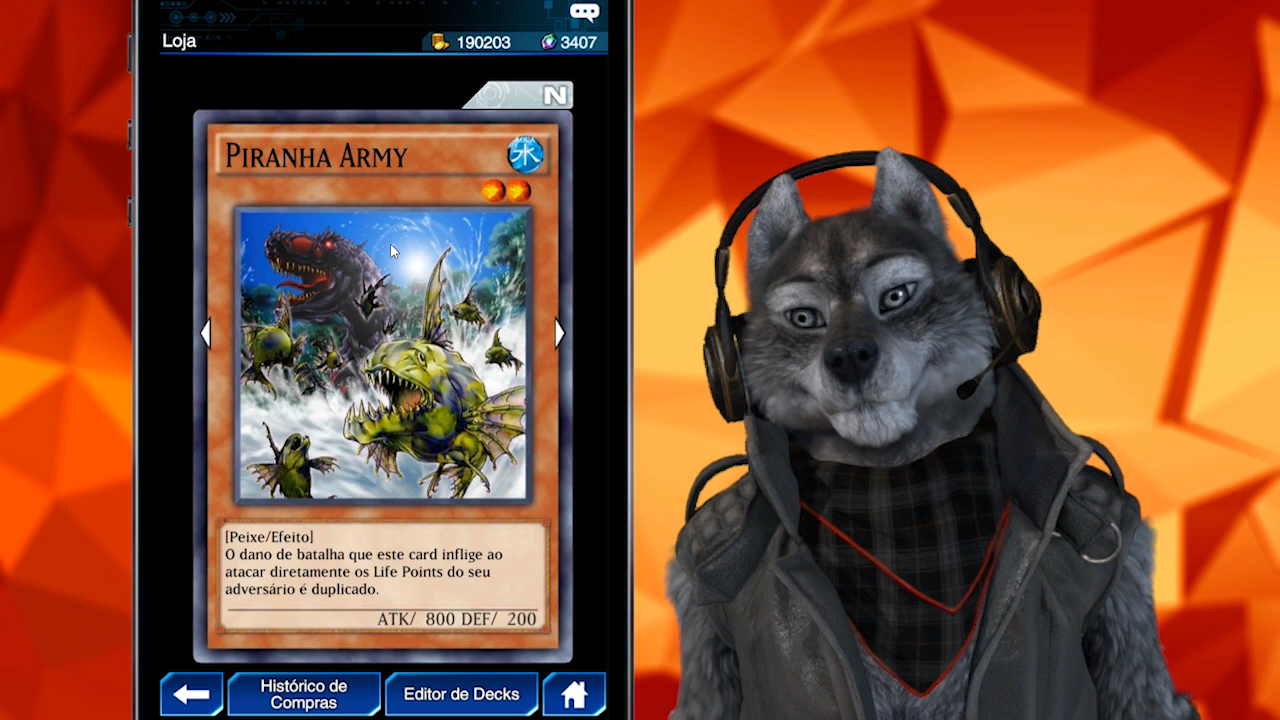 Loja
190203
3407
N
PIRANHA ARMY
水
[Peixe/Efeito]
O dano de batalha que este card inflige ao
atacar diretamente os Life Points do seu
adversário é duplicado.
ATK/ 800 DEF/ 200
Histórico de
Compras
Editor de Decks